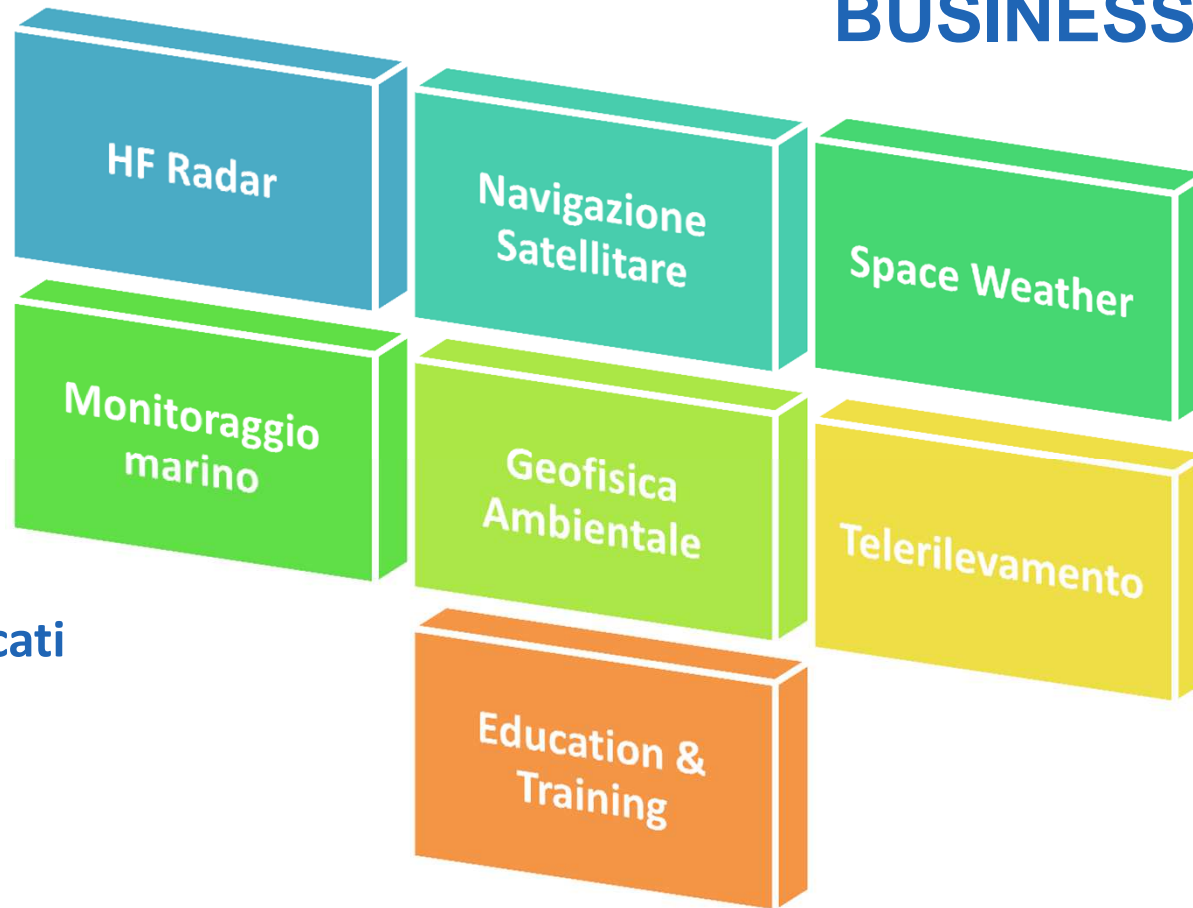 BUSINESS
HF Radar
Navigazione
Satellitare
Space Weather
Monitoraggio
marino
Geofisica
Ambientale
Telerilevamento
cati
Education &
Training